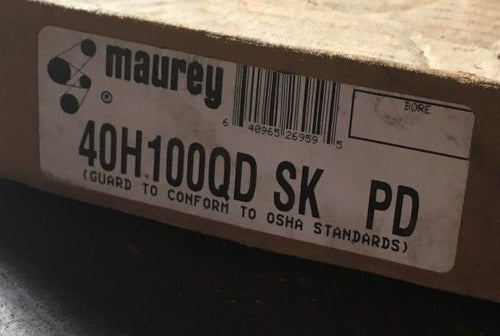 maurey
®
BORE
6 40965 26959 5
40H100QD SK PD
(GUARD TO CONFORM TO OSHA STANDARDS)